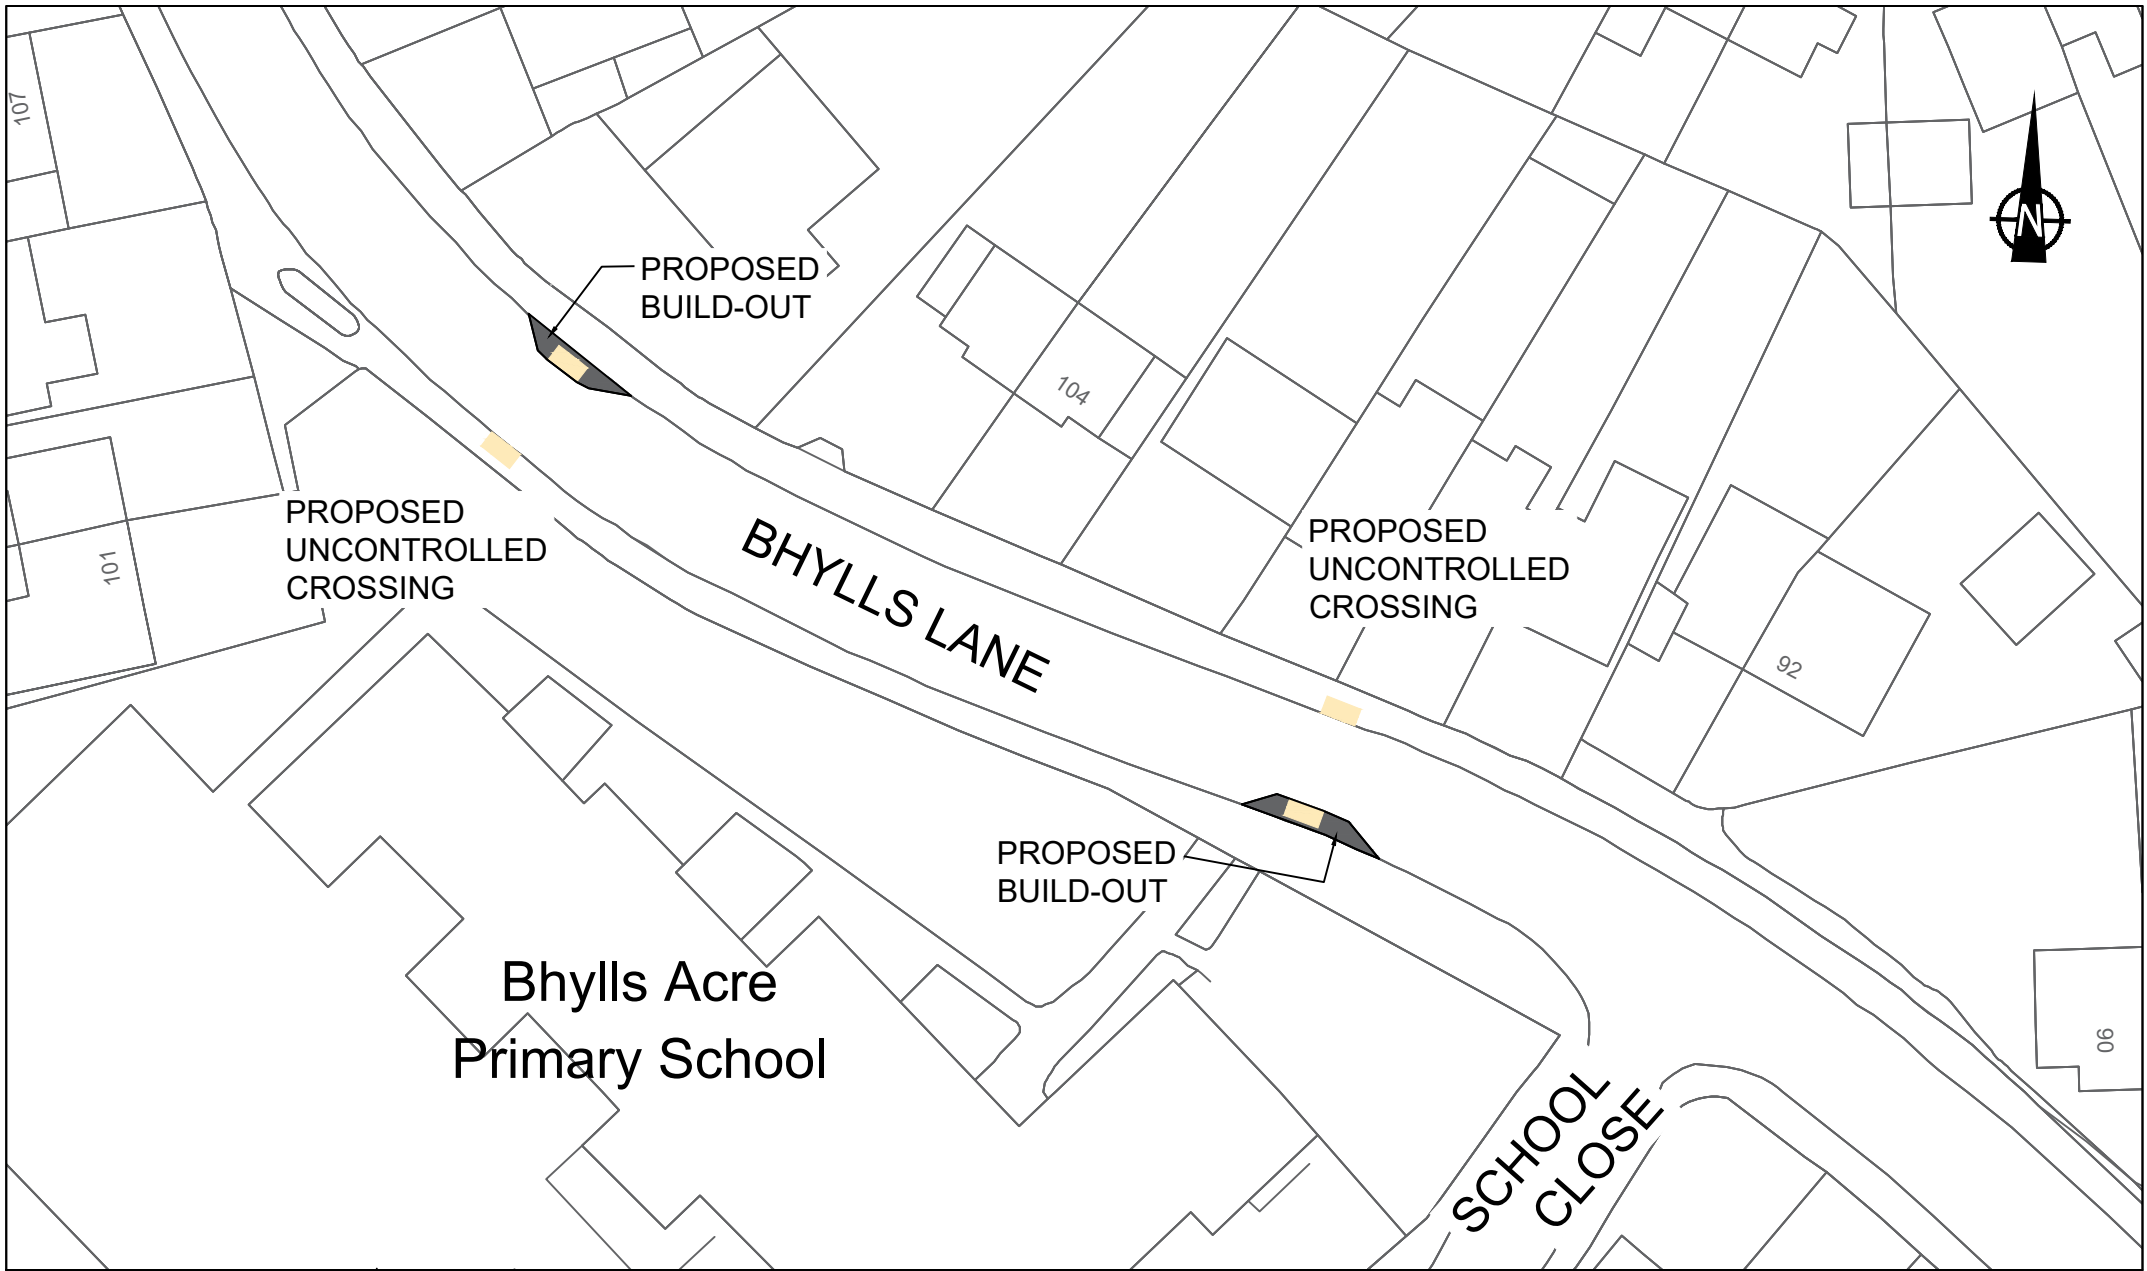 107
N
PROPOSED
BUILD-OUT
104
PROPOSED
UNCONTROLLED
CROSSING
101
BHYLLS LANE
PROPOSED
UNCONTROLLED
CROSSING
92
PROPOSED
BUILD-OUT
Bhylls Acre
Primary School
90
SCHOOL
CLOSE